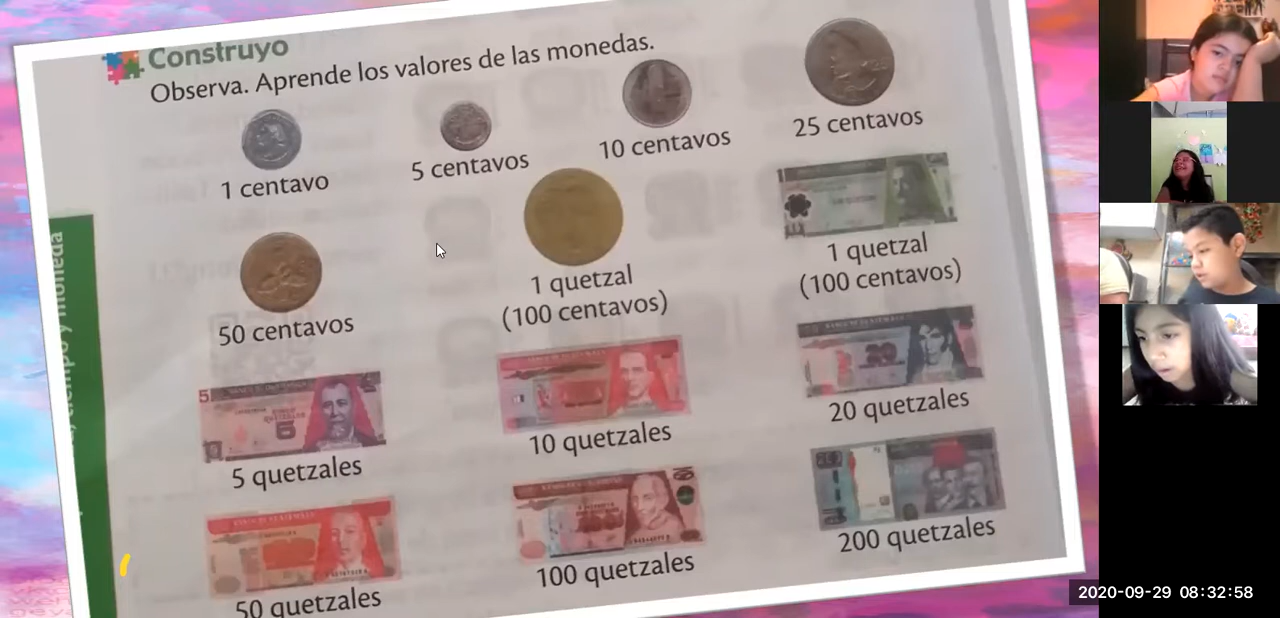 Construyo
Observa. Aprende los valores de las monedas.
1 centavo
5 centavos
10 centavos
25 centavos
50 centavos
1 quetzal
(100 centavos)
1 quetzal
(100 centavos)
5 quetzales
10 quetzales
20 quetzales
50 quetzales
100 quetzales
200 quetzales
tiempo y moneda
2020-09-29 08:32:58